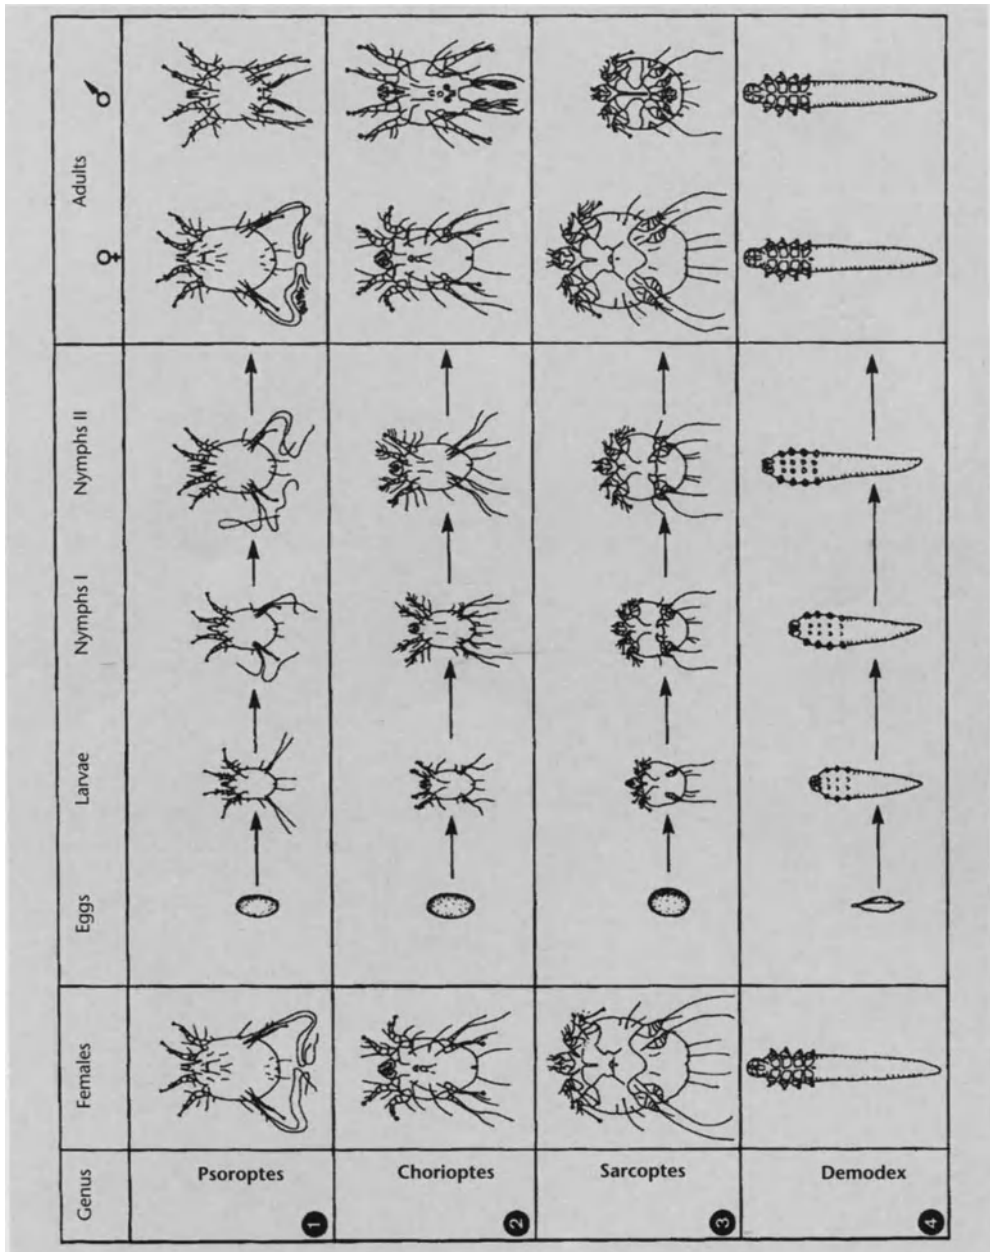 Genus
Females
Eggs
Larvae
Nymphs I
Nymphs II
Adults
♀
♂
Psoroptes
1
Chorioptes
2
Sarcoptes
3
Demodex
4